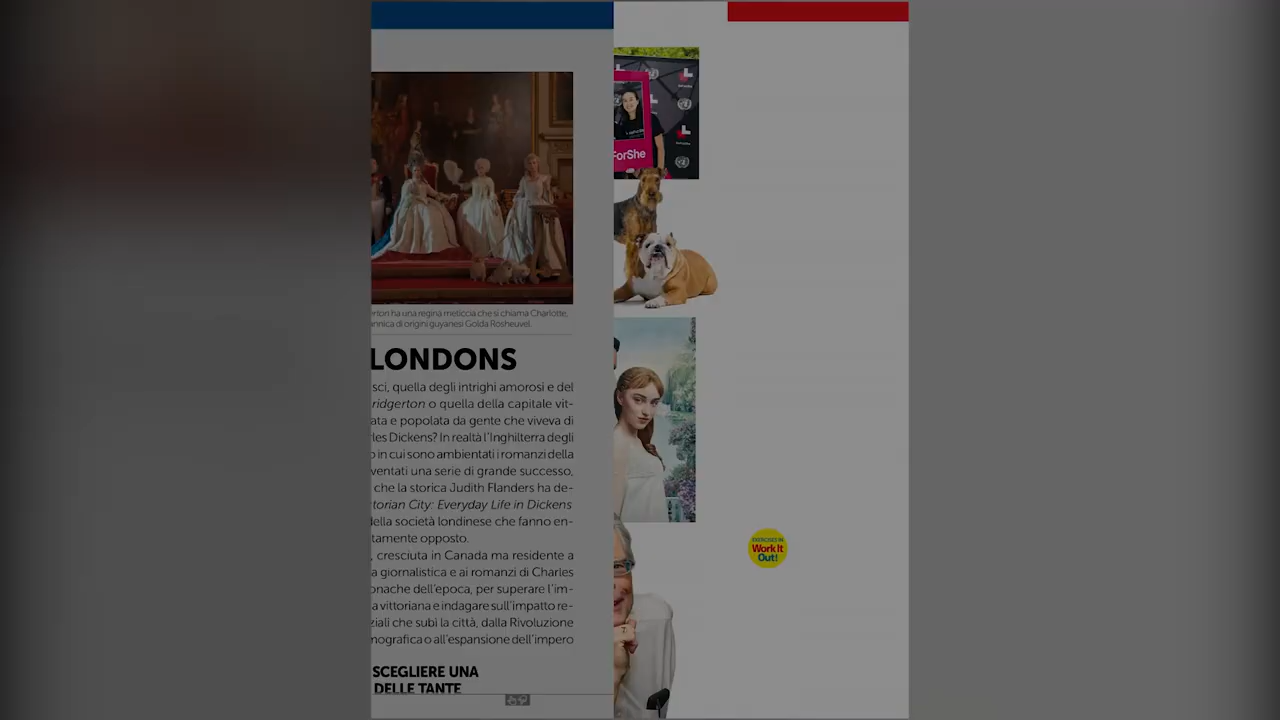 ForShe
rton ha una regina meticcia che si chiama Charlotte,
annica di origini guyanesi Golda Rosheuvel.
LONDONS
sci, quella degli intrighi amorosi e del
ridgerton o quella della capitale vit-
ata e popolata da gente che viveva di
rles Dickens? In realtà l'Inghilterra degli
o in cui sono ambientati i romanzi della
ventati una serie di grande successo,
che la storica Judith Flanders ha de-
torian City: Everyday Life in Dickens
della società londinese che fanno en-
tamente opposto.
, cresciuta in Canada ma residente a
a giornalistica e ai romanzi di Charles
onache dell'epoca, per superare l'im-
a vittoriana e indagare sull'impatto re-
ziali che subì la città, dalla Rivoluzione
mografica o all'espansione dell'impero
SCEGLIERE UNA
DELLE TANTE
EXERCISES IN
Work It
Out!